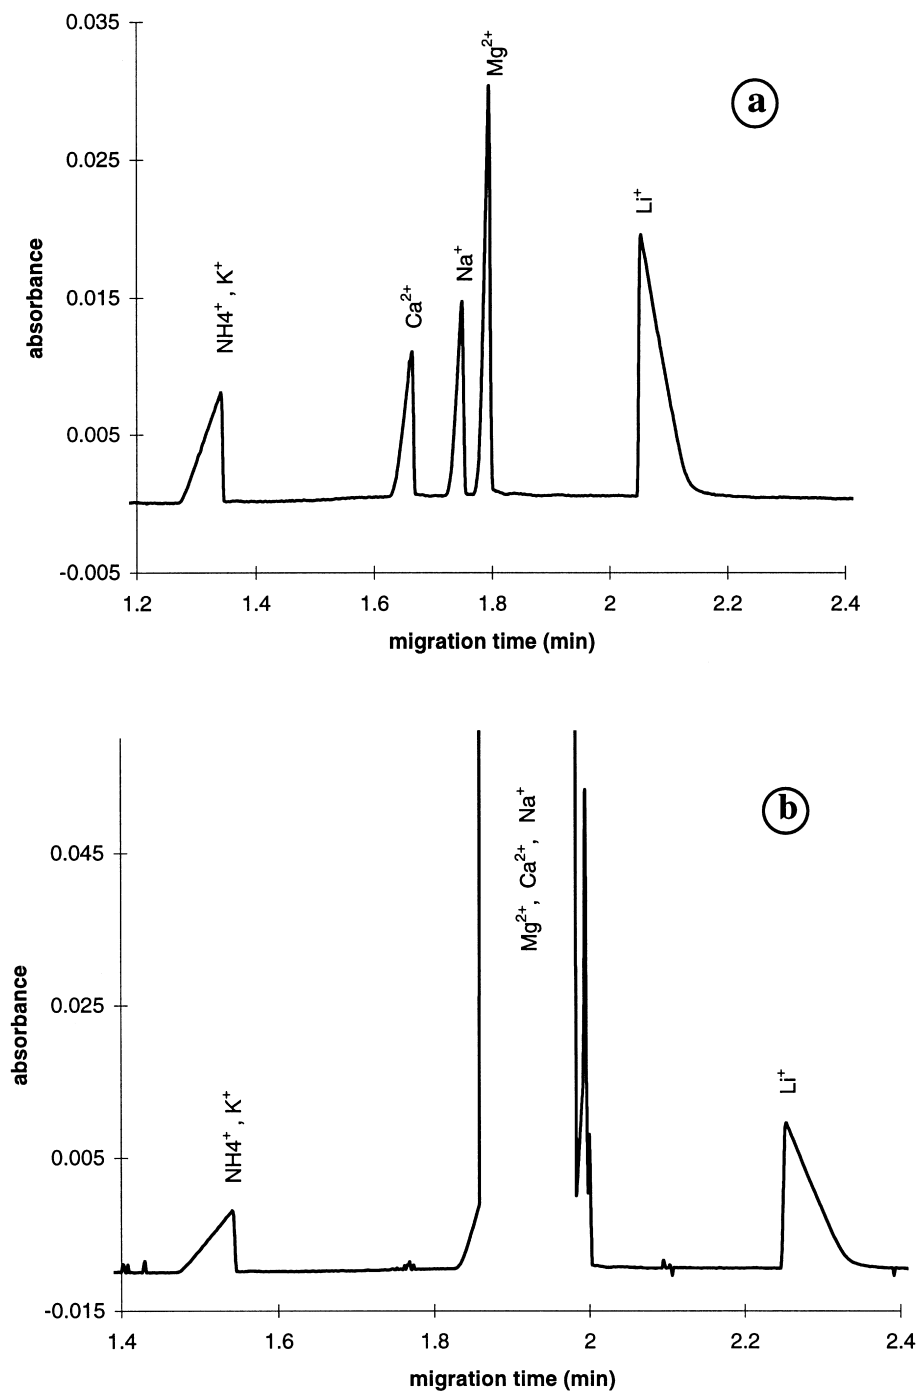 0.035
Mg²⁺
a
0.025
Li⁺
Na⁺
NH4⁺ , K⁺
Ca²⁺
0.015
absorbance
0.005
-0.005
1.2 1.4 1.6 1.8 2 2.2 2.4
migration time (min)
b
Mg²⁺, Ca²⁺, Na⁺
0.045
absorbance
0.025
Li⁺
NH4⁺ , K⁺
0.005
-0.015
1.4 1.6 1.8 2 2.2 2.4
migration time (min)